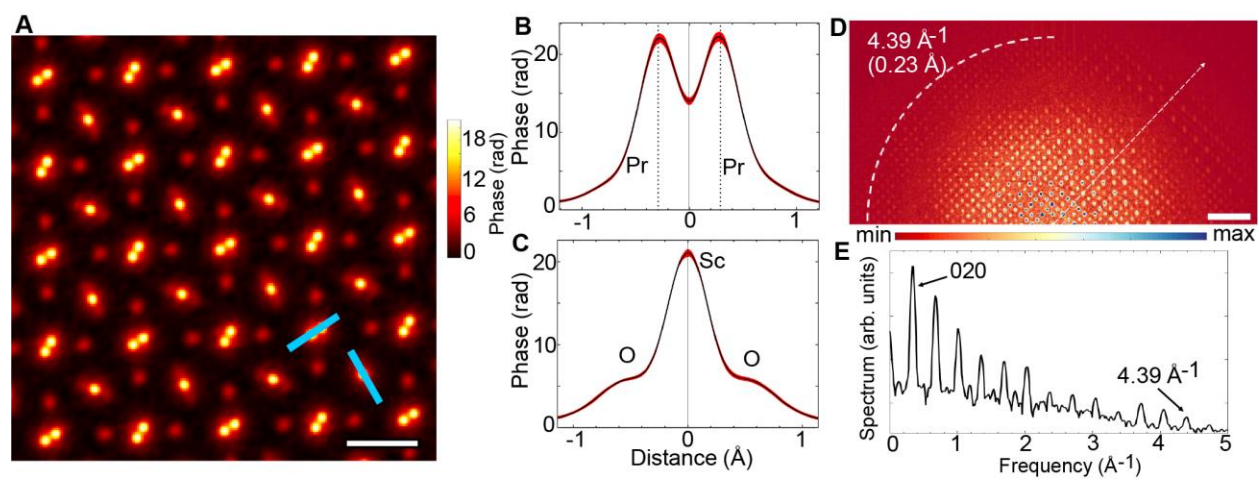 A
18
12
6
0
Phase (rad)
B
20
10
0
Phase (rad)
Pr
Pr
-1
0
1
C
20
10
0
Phase (rad)
Sc
O
O
-1
0
1
Distance (Å)
D
4.39 Å-1
(0.23 Å)
min
max
E
020
4.39 Å-1
Spectrum (arb. units)
0
1
2
3
4
5
Frequency (Å-1)